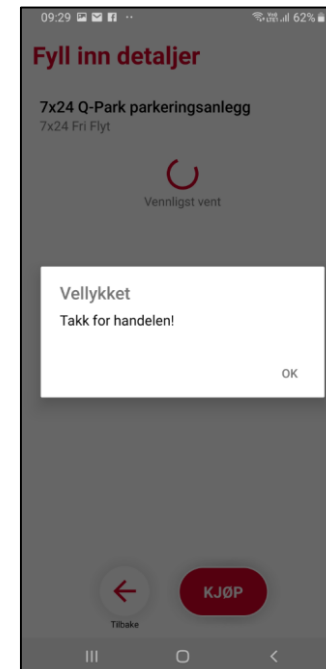 09:29
62%
Fyll inn detaljer
7x24 Q-Park parkeringsanlegg
7x24 Fri Flyt
Vennligst vent
Vellykket
Takk for handelen!
OK
KJØP
Tilbake